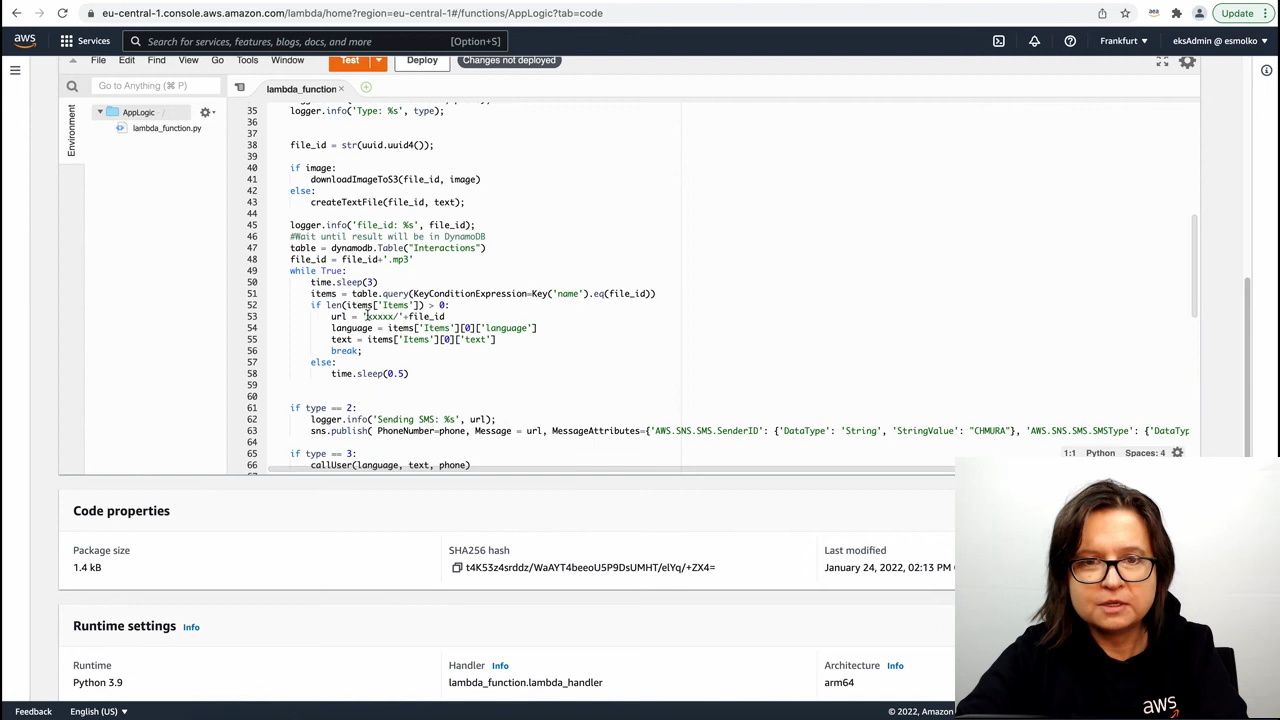 eu-central-1.console.aws.amazon.com/lambda/home?region=eu-central-1#/functions/AppLogic?tab=code
aea
Update
aws
Services
Search for services, features, blogs, docs, and more
[Option+S]
Frankfurt
eksAdmin @ esmolko
File Edit Find View Go Tools Window
Test
Deploy
Changes not deployed
Go to Anything (⌘ P)
lambda_function
Environment
AppLogic
/
lambda_function.py
35 logger.info('Type: %s', type);
36
37
38 file_id = str(uuid.uuid4());
39
40 if image:
41 downloadImageToS3(file_id, image)
42 else:
43 createTextFile(file_id, text);
44
45 logger.info('file_id: %s', file_id);
46 #Wait until result will be in DynamoDB
47 table = dynamodb.Table("Interactions")
48 file_id = file_id+'.mp3'
49 while True:
50 time.sleep(3)
51 items = table.query(KeyConditionExpression=Key('name').eq(file_id))
52 if len(items['Items']) > 0:
53 url = 'xxxxx/'+file_id
54 language = items['Items'][0]['language']
55 text = items['Items'][0]['text']
56 break;
57 else:
58 time.sleep(0.5)
59
60
61 if type == 2:
62 logger.info('Sending SMS: %s', url);
63 sns.publish( PhoneNumber=phone, Message = url, MessageAttributes={'AWS.SNS.SMS.SenderID': {'DataType': 'String', 'StringValue': "CHMURA"}, 'AWS.SNS.SMS.SMSType': {'DataTyp
64
65 if type == 3:
66 callUser(language, text, phone)
1:1 Python Spaces: 4
Code properties
Package size
1.4 kB
SHA256 hash
t4K53z4srddz/WaAYT4beeoU5P9DsUMHT/elYq/+ZX4=
Last modified
January 24, 2022, 02:13 PM
Runtime settings Info
Runtime
Python 3.9
Handler Info
lambda_function.lambda_handler
Architecture Info
arm64
Feedback
English (US)
© 2022, Amazon
aws